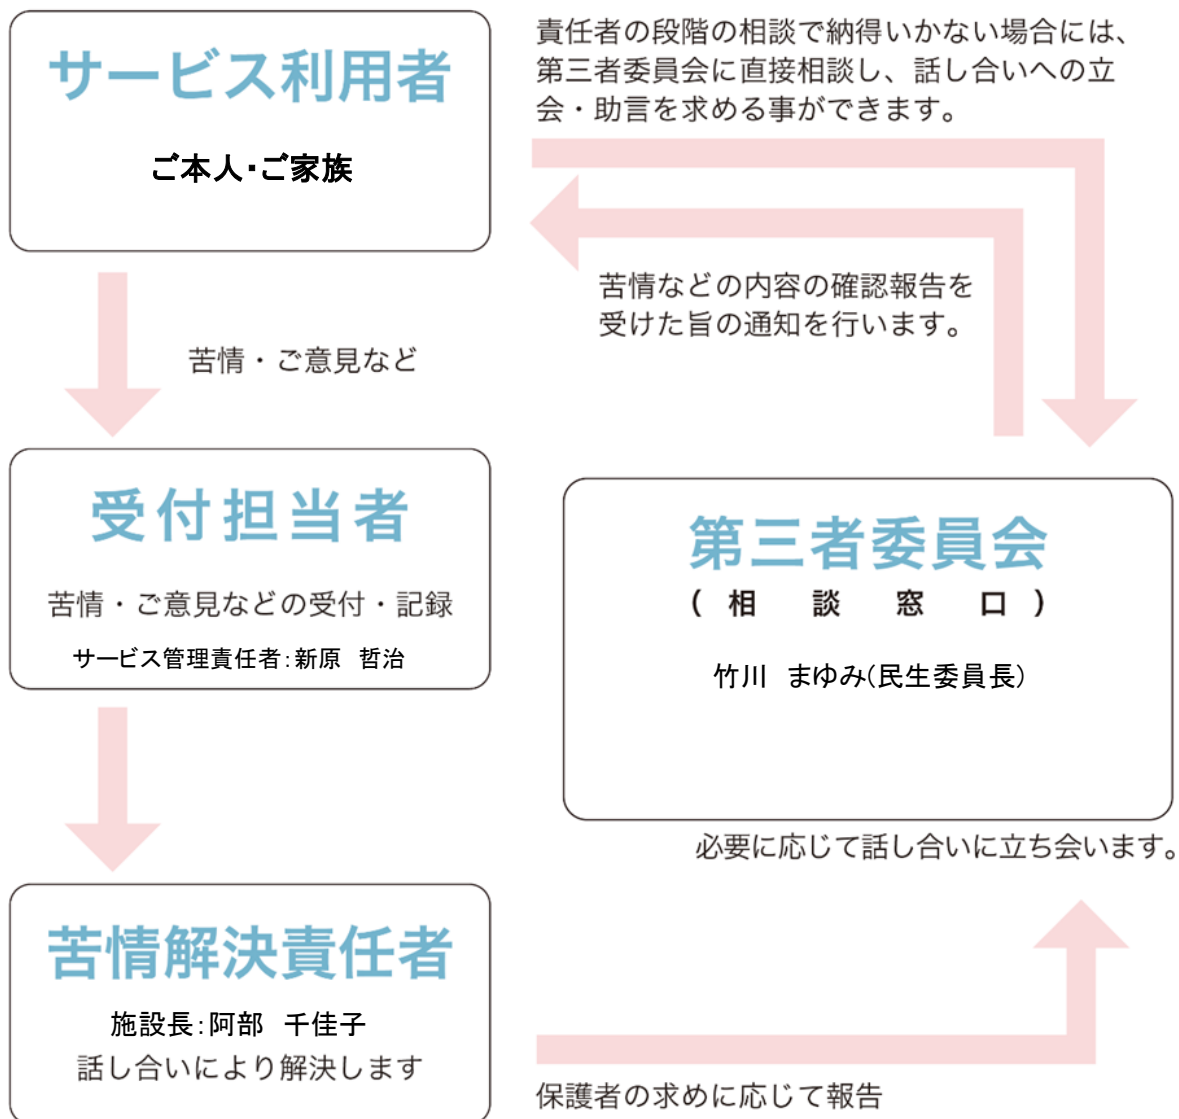 サービス利用者
ご本人・ご家族
責任者の段階の相談で納得いかない場合には、
第三者委員会に直接相談し、話し合いへの立
会・助言を求める事ができます。
苦情などの内容の確認報告を
受けた旨の通知を行います。
苦情・ご意見など
受付担当者
苦情・ご意見などの受付・記録
サービス管理責任者：新原　哲治
第三者委員会
(相談窓口)
竹川　まゆみ(民生委員長)
必要に応じて話し合いに立ち会います。
苦情解決責任者
施設長：阿部　千佳子
話し合いにより解決します
保護者の求めに応じて報告